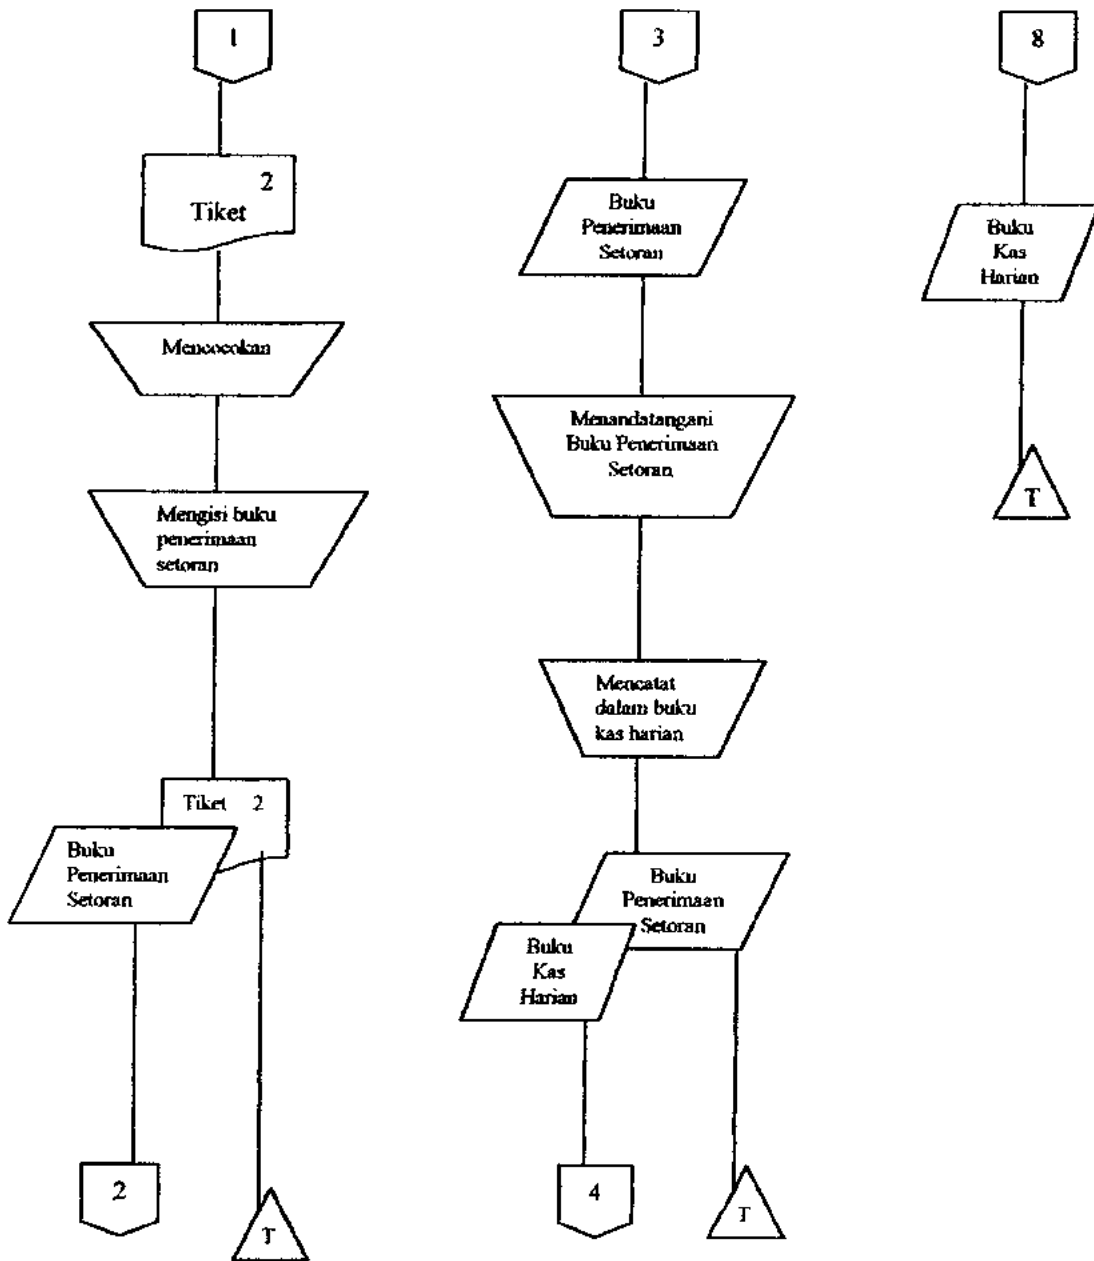 1
2
Tiket
Mencocokan
Mengisi buku
penerimaan
setoran
Tiket 2
Buku
Penerimaan
Setoran
2
T
3
Buku
Penerimaan
Setoran
Menandatangani
Buku Penerimaan
Setoran
Mencatat
dalam buku
kas harian
Buku
Penerimaan
Setoran
Buku
Kas
Harian
4
T
8
Buku
Kas
Harian
T